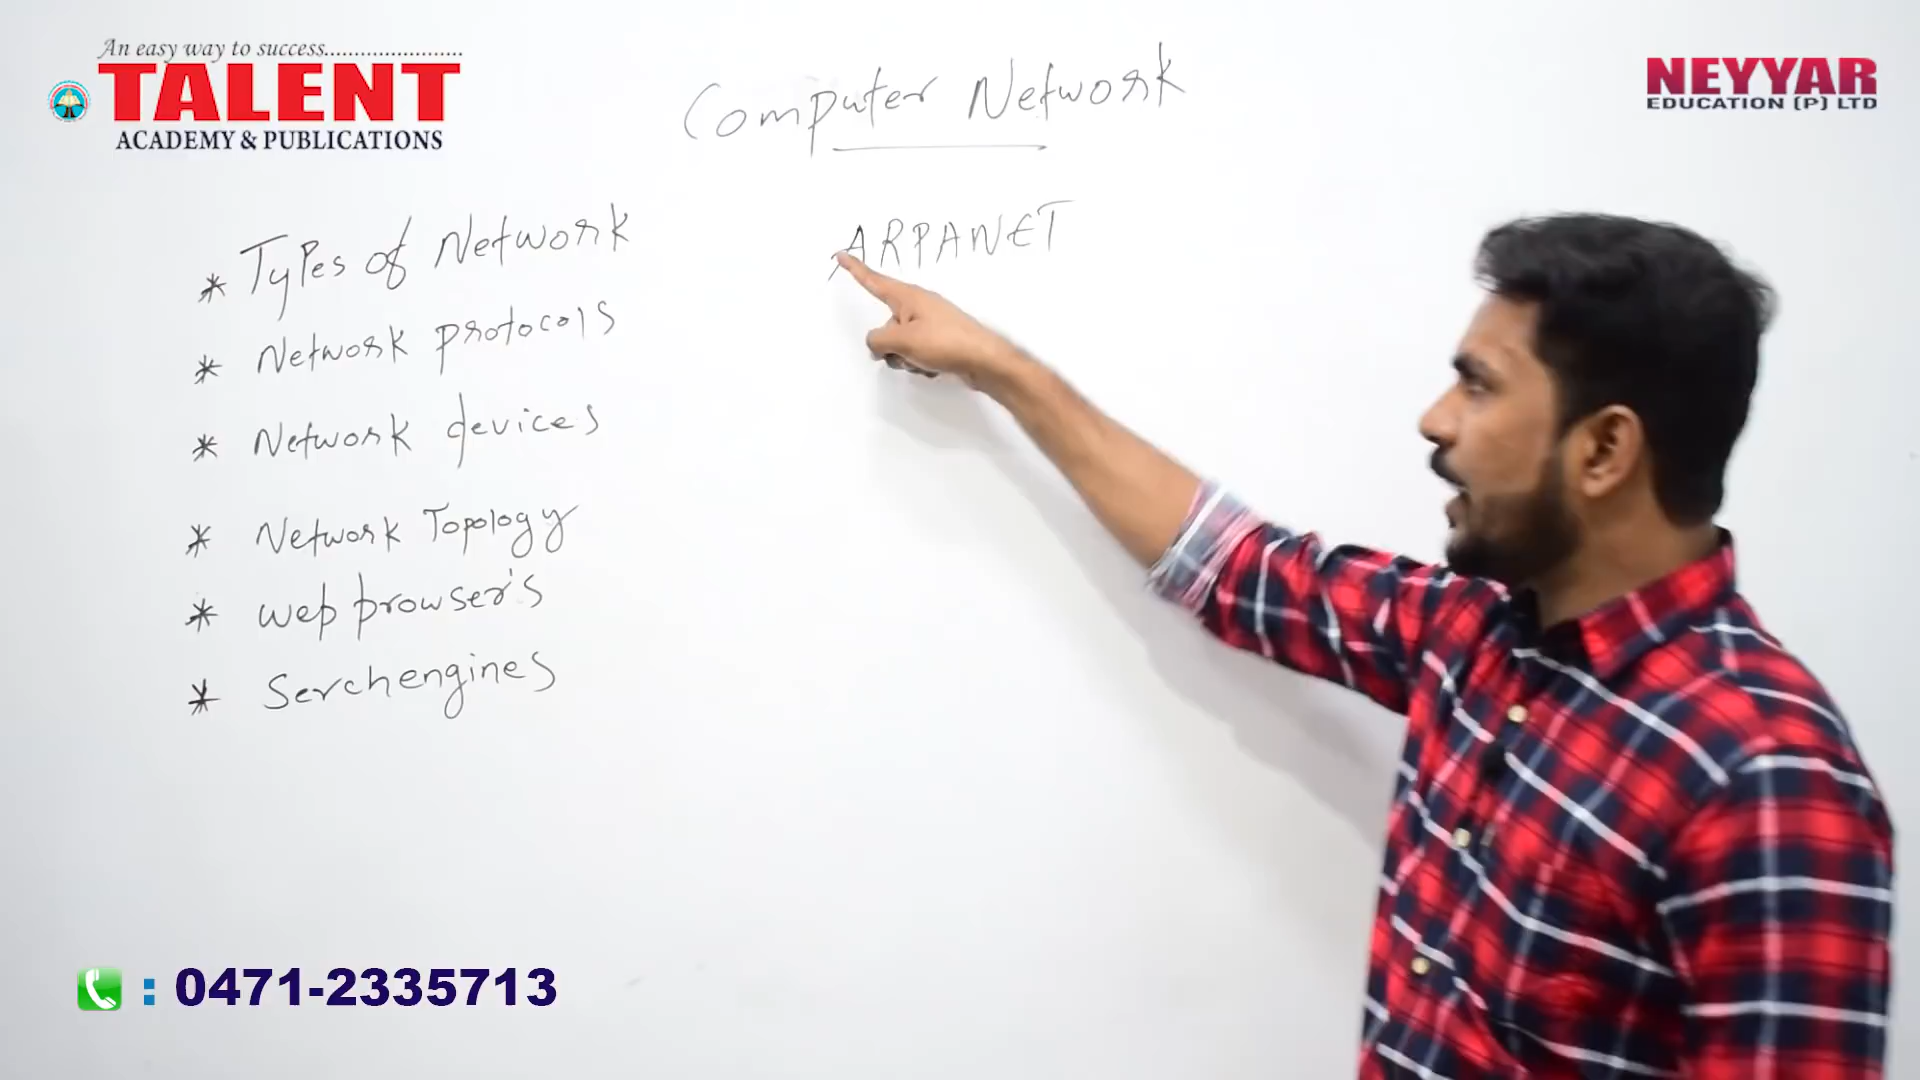 An easy way to success.......................
TALENT
ACADEMY & PUBLICATIONS
NEYYAR
EDUCATION (P) LTD
Computer Network
ARPANET
* Types of Network
* Network protocols
* Network devices
* Network Topology
* web browser's
* Serchengines
: 0471-2335713